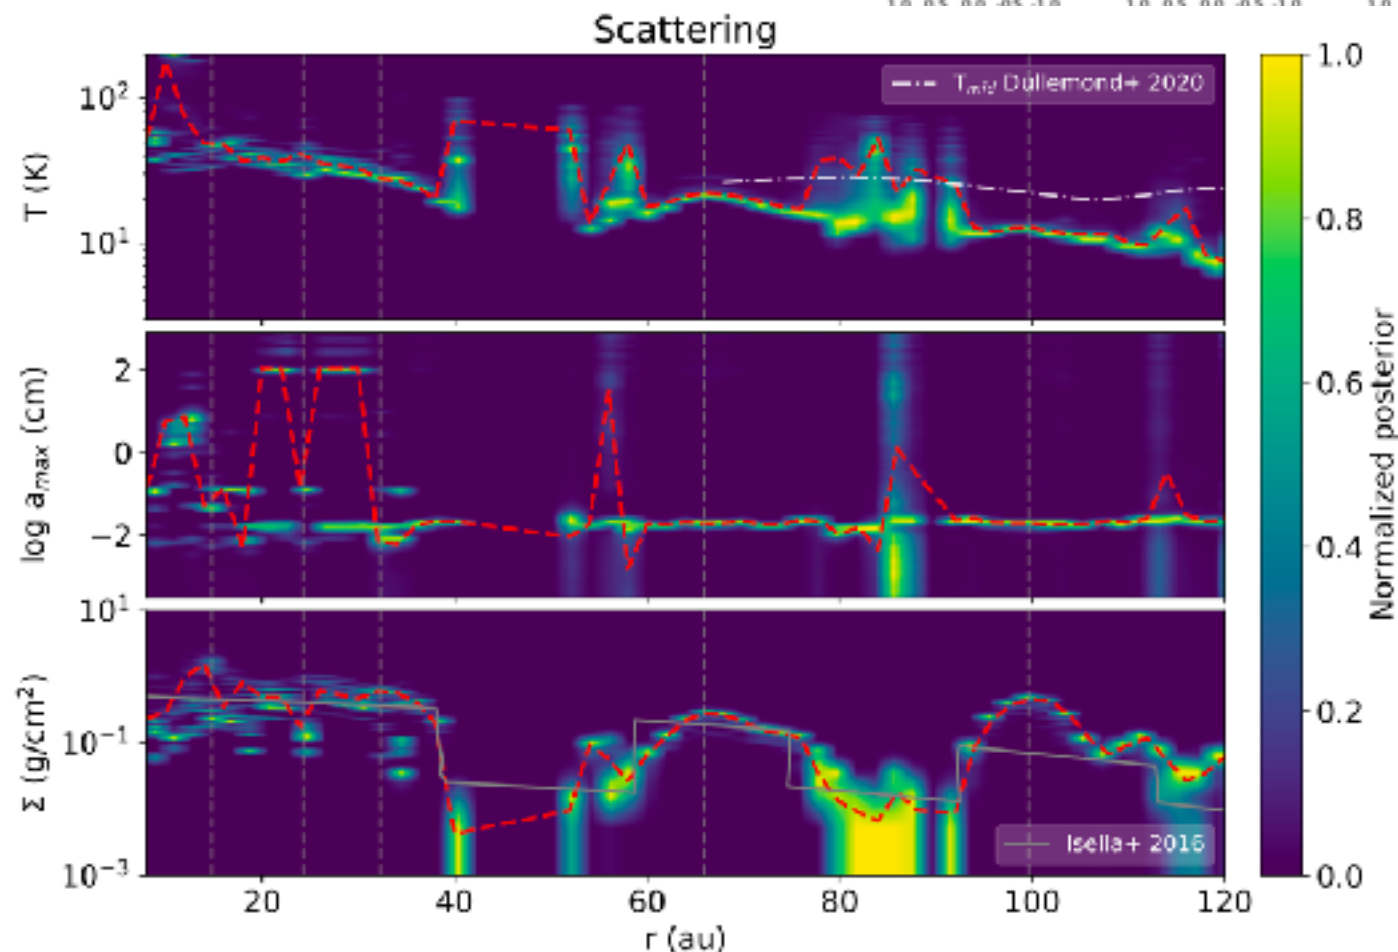 Scattering
T (K)
10²
10¹
T_mid Dullemond+ 2020
log a_max (cm)
2
0
−2
Σ (g/cm²)
10¹
10⁻¹
10⁻³
Isella+ 2016
20 40 60 80 100 120
r (au)
1.0
0.8
0.6
0.4
0.2
0.0
Normalized posterior